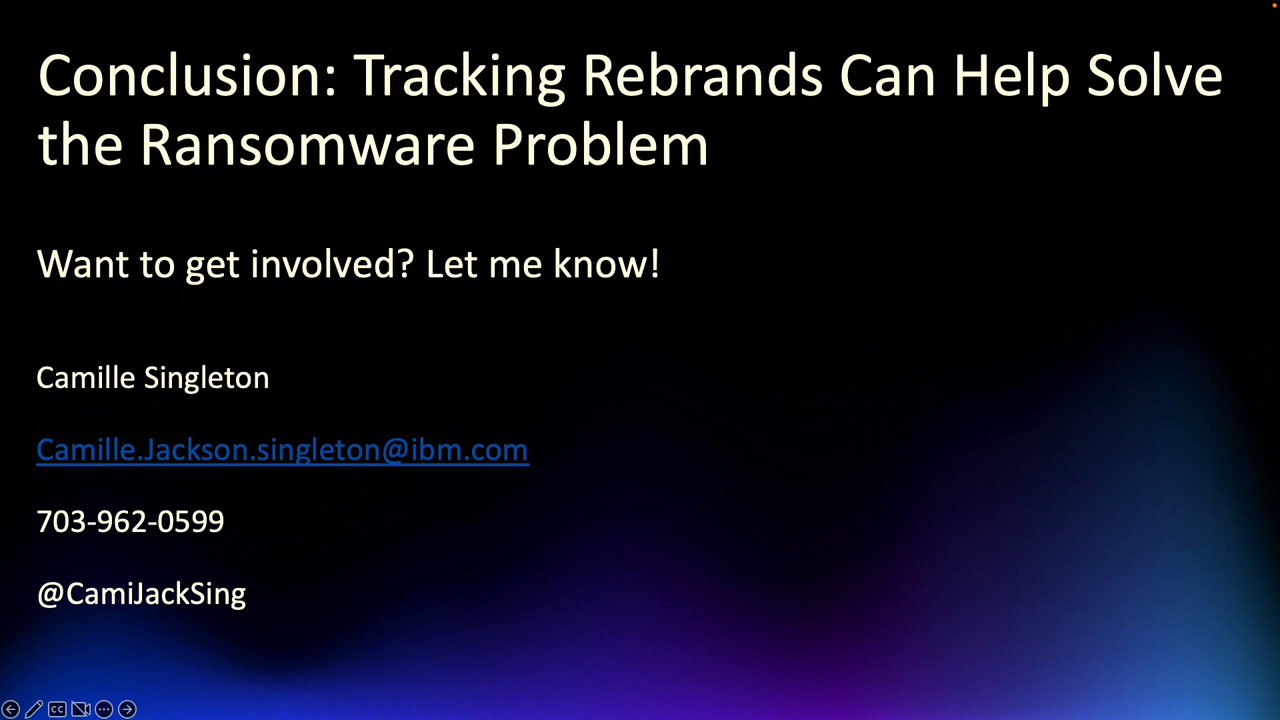 Conclusion: Tracking Rebrands Can Help Solve
the Ransomware Problem
Want to get involved? Let me know!
Camille Singleton
Camille.Jackson.singleton@ibm.com
703-962-0599
@CamiJackSing
CC